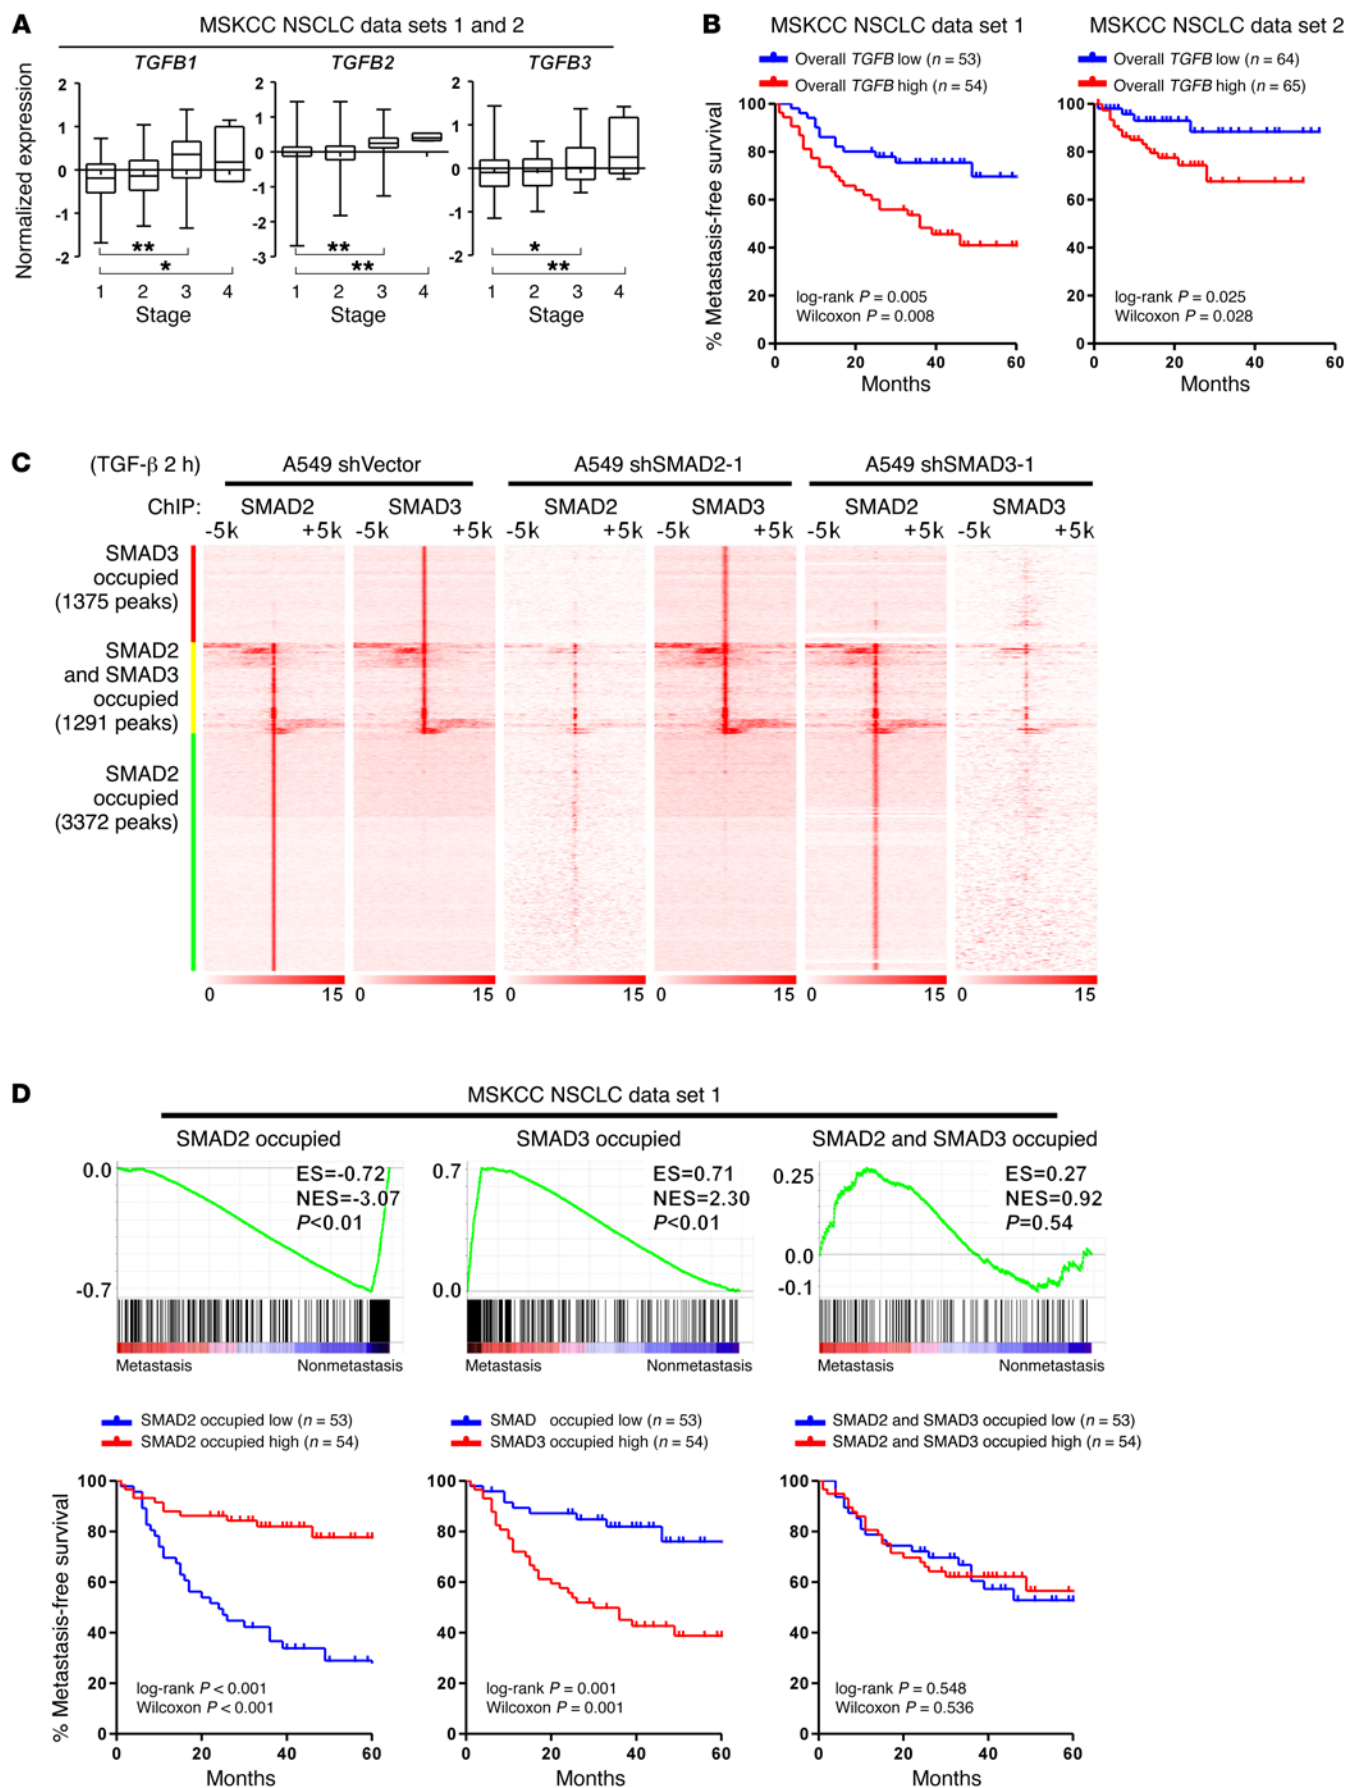 A
MSKCC NSCLC data sets 1 and 2
TGFB1
TGFB2
TGFB3
Normalized expression
2
1
0
-1
-2
2
1
0
-1
-2
-3
2
1
0
-1
-2
**
*
**
**
*
**
1 2 3 4
1 2 3 4
1 2 3 4
Stage
Stage
Stage
B
MSKCC NSCLC data set 1
Overall TGFB low (n = 53)
Overall TGFB high (n = 54)
% Metastasis-free survival
100
80
60
40
20
0
log-rank P = 0.005
Wilcoxon P = 0.008
0 20 40 60
Months
MSKCC NSCLC data set 2
Overall TGFB low (n = 64)
Overall TGFB high (n = 65)
100
80
60
40
20
0
log-rank P = 0.025
Wilcoxon P = 0.028
0 20 40 60
Months
C
(TGF-β 2 h)
A549 shVector
A549 shSMAD2-1
A549 shSMAD3-1
ChIP:
SMAD2
SMAD3
SMAD2
SMAD3
SMAD2
SMAD3
-5k +5k
-5k +5k
-5k +5k
-5k +5k
-5k +5k
-5k +5k
SMAD3
occupied
(1375 peaks)
SMAD2
and SMAD3
occupied
(1291 peaks)
SMAD2
occupied
(3372 peaks)
0 15
0 15
0 15
0 15
0 15
0 15
D
MSKCC NSCLC data set 1
SMAD2 occupied
0.0
-0.7
ES=-0.72
NES=-3.07
P<0.01
Metastasis
Nonmetastasis
SMAD3 occupied
0.7
0.0
ES=0.71
NES=2.30
P<0.01
Metastasis
Nonmetastasis
SMAD2 and SMAD3 occupied
0.25
0.0
-0.1
ES=0.27
NES=0.92
P=0.54
Metastasis
Nonmetastasis
SMAD2 occupied low (n = 53)
SMAD2 occupied high (n = 54)
% Metastasis-free survival
100
80
60
40
20
0
log-rank P < 0.001
Wilcoxon P < 0.001
0 20 40 60
Months
SMAD occupied low (n = 53)
SMAD3 occupied high (n = 54)
100
80
60
40
20
0
log-rank P = 0.001
Wilcoxon P = 0.001
0 20 40 60
Months
SMAD2 and SMAD3 occupied low (n = 53)
SMAD2 and SMAD3 occupied high (n = 54)
100
80
60
40
20
0
log-rank P = 0.548
Wilcoxon P = 0.536
0 20 40 60
Months